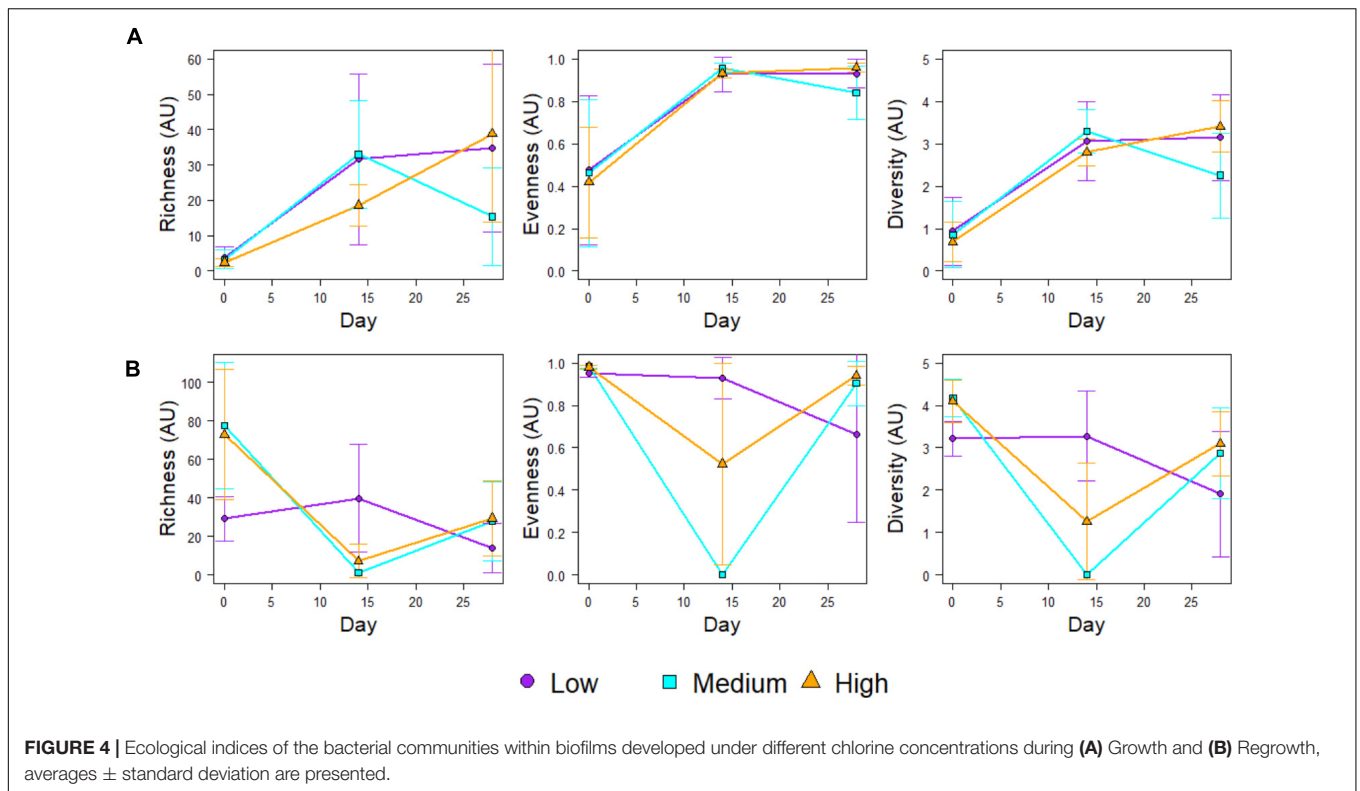 A
60
50
40
30
20
10
0
Richness (AU)
0 5 10 15 20 25
Day
1.0
0.8
0.6
0.4
0.2
0.0
Evenness (AU)
0 5 10 15 20 25
Day
5
4
3
2
1
0
Diversity (AU)
0 5 10 15 20 25
Day
B
100
80
60
40
20
0
Richness (AU)
0 5 10 15 20 25
Day
1.0
0.8
0.6
0.4
0.2
0.0
Evenness (AU)
0 5 10 15 20 25
Day
5
4
3
2
1
0
Diversity (AU)
0 5 10 15 20 25
Day
Low Medium High
FIGURE 4 | Ecological indices of the bacterial communities within biofilms developed under different chlorine concentrations during (A) Growth and (B) Regrowth,
averages ± standard deviation are presented.